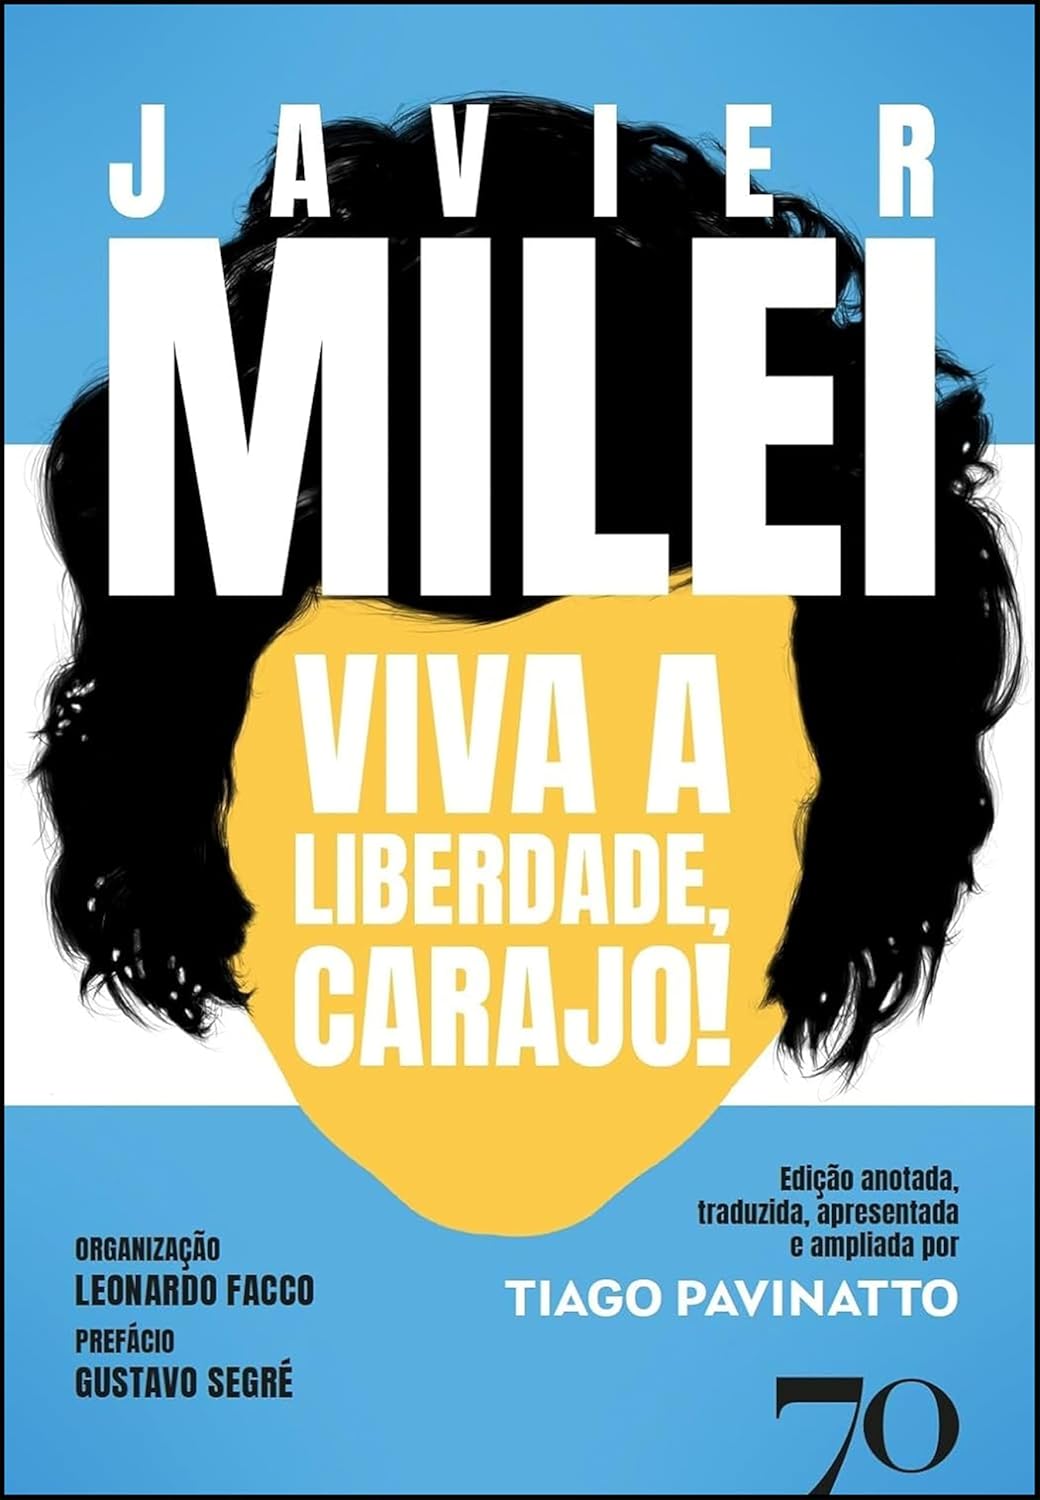 JAVIER
MILEI
VIVA A
LIBERDADE,
CARAJO!
Edição anotada,
traduzida, apresentada
e ampliada por
TIAGO PAVINATTO
ORGANIZAÇÃO
LEONARDO FACCO
PREFÁCIO
GUSTAVO SEGRÉ
70